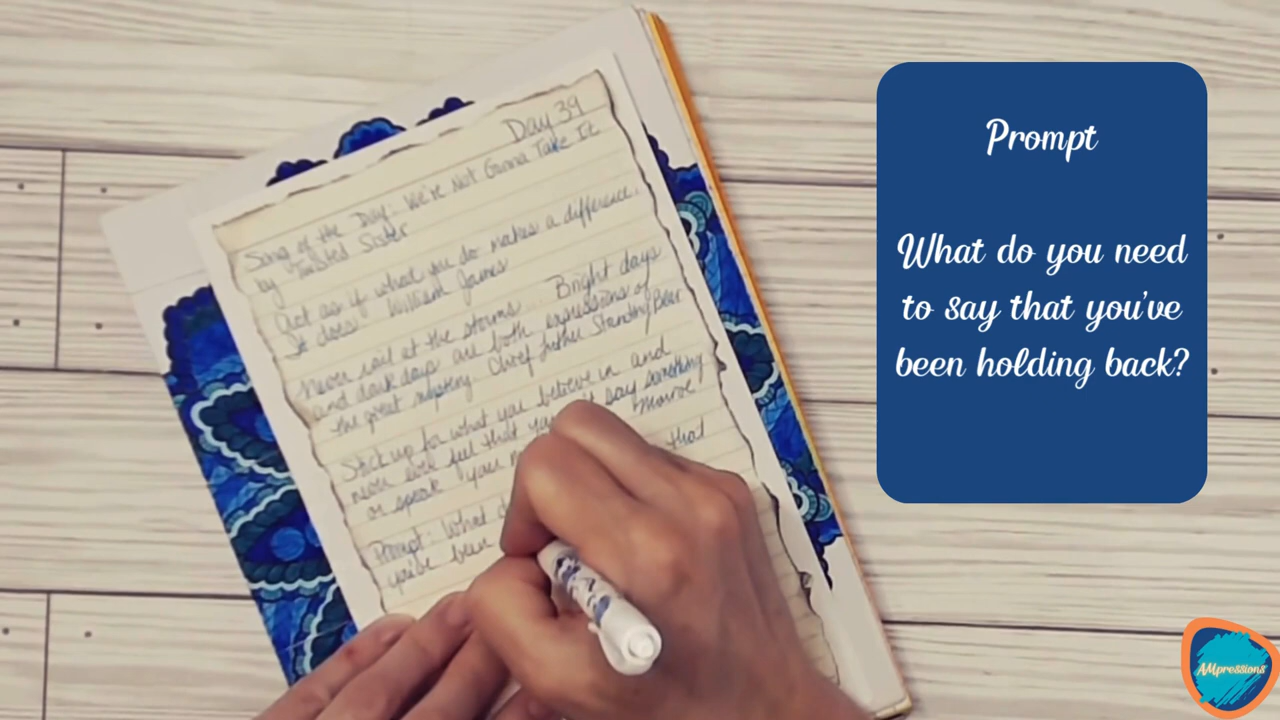 Day 39
Song of the Day: We're Not Gonna Take It
by Twisted Sister
Act as if what you do makes a difference.
It does. William James
Never rail at the storms. Bright days
and dark days are both expressions of
the great mystery. Chief Luther Standing Bear
Stick up for what you believe in and
never ever feel that you say something
or speak your
that
Prompt: What
you've been
Prompt
What do you need
to say that you've
been holding back?
AMpressions